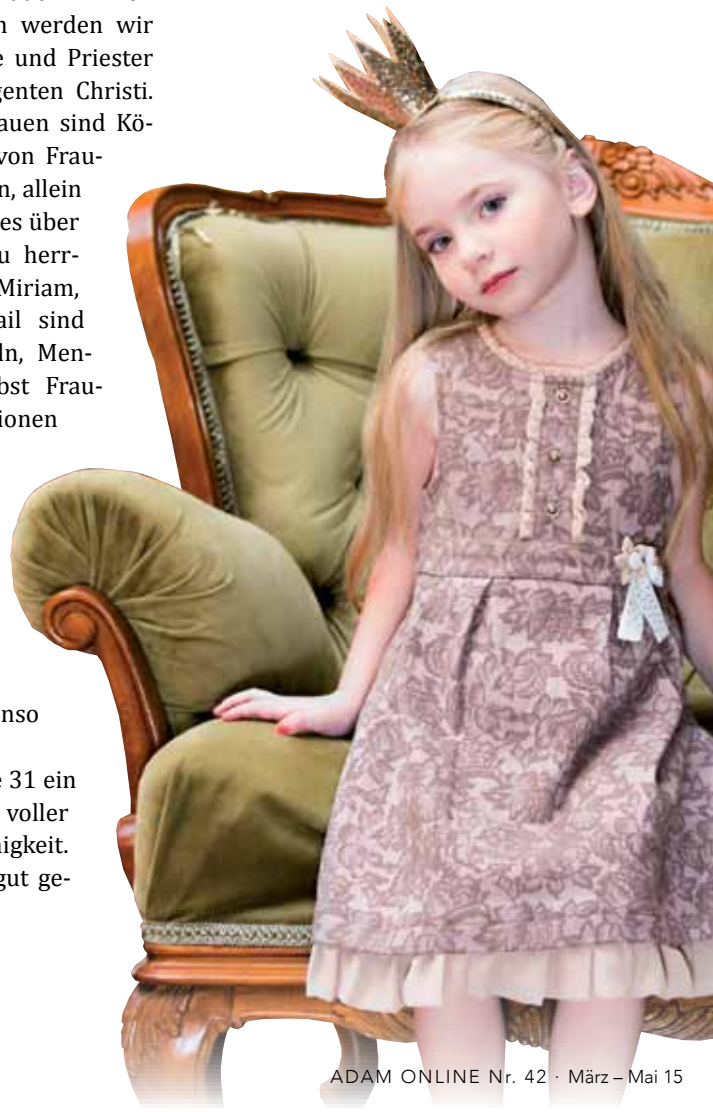 n werden wir
e und Priester
genten Christi.
auen sind Kö-
von Frau-
n, allein
es über
u herr-
Miriam,
ail sind
ln, Men-
bst Frau-
ionen
nso
e 31 ein
voller
igkeit.
gut ge-
ADAM ONLINE Nr. 42 · März – Mai 15